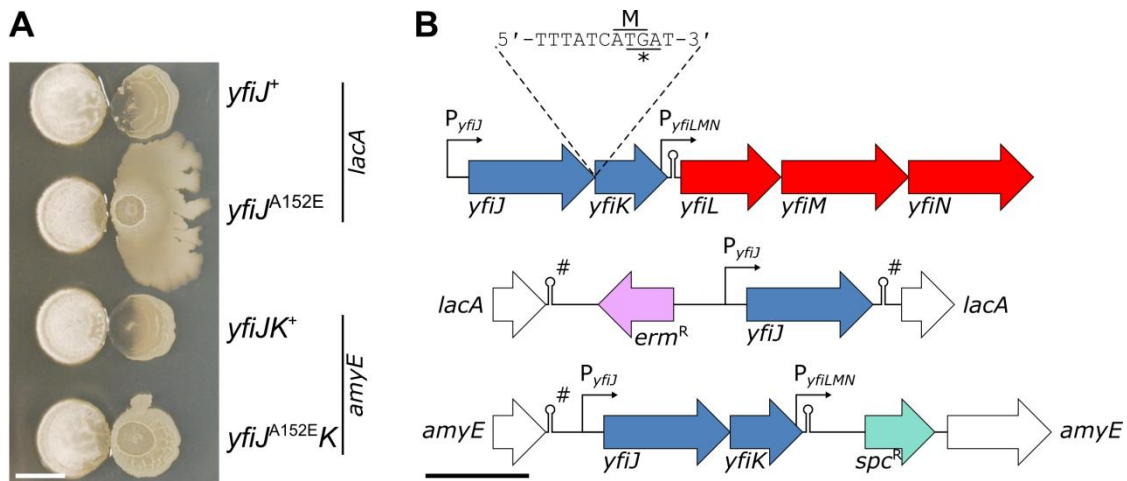 A
yfiJ+
yfiJA152E
lacA
yfiJK+
yfiJA152EK
amyE
B
M
5′-TTTATCATGAT-3′
*
PyfiJ
PyfiLMN
yfiJ
yfiK
yfiL
yfiM
yfiN
#
PyfiJ
#
lacA
ermR
yfiJ
lacA
#
PyfiJ
PyfiLMN
amyE
yfiJ
yfiK
spcR
amyE